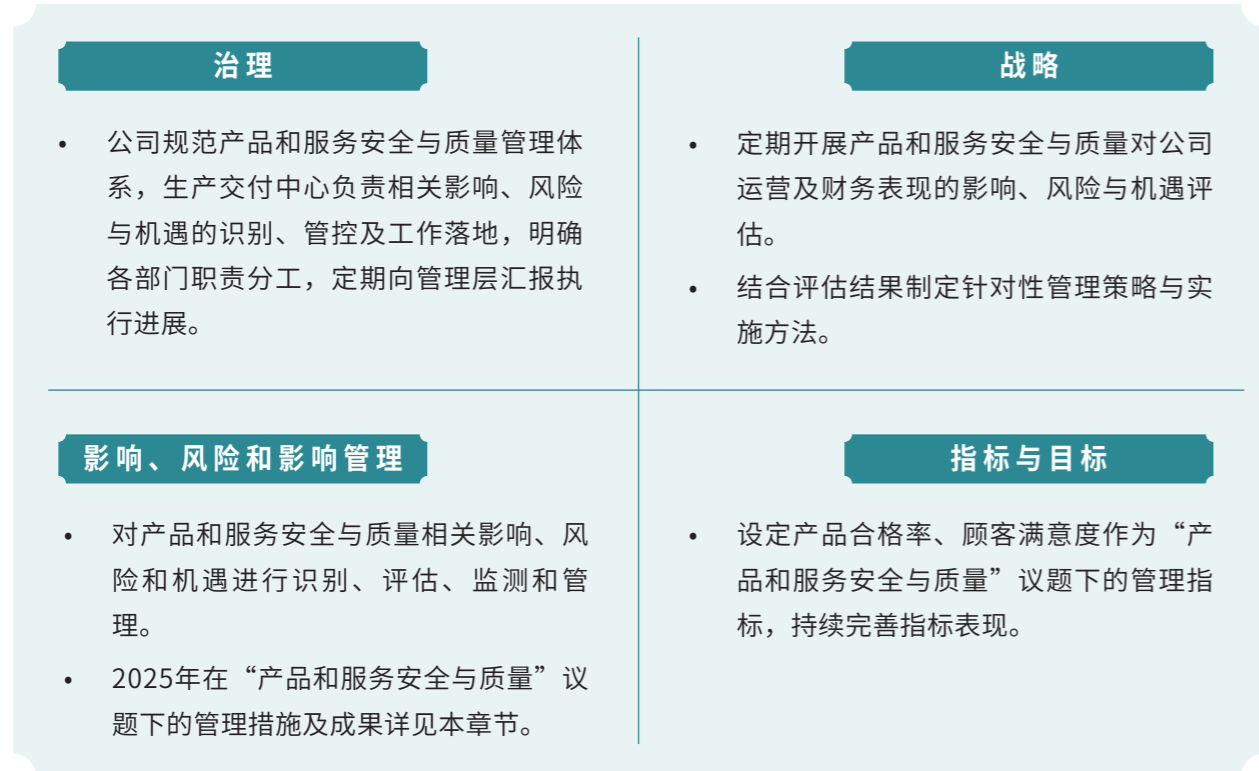 治理
• 公司规范产品和服务安全与质量管理体
系，生产交付中心负责相关影响、风险
与机遇的识别、管控及工作落地，明确
各部门职责分工，定期向管理层汇报执
行进展。
战略
• 定期开展产品和服务安全与质量对公司
运营及财务表现的影响、风险与机遇评
估。
• 结合评估结果制定针对性管理策略与实
施方法。
影响、风险和影响管理
• 对产品和服务安全与质量相关影响、风
险和机遇进行识别、评估、监测和管
理。
• 2025年在“产品和服务安全与质量”议
题下的管理措施及成果详见本章节。
指标与目标
• 设定产品合格率、顾客满意度作为“产
品和服务安全与质量”议题下的管理指
标，持续完善指标表现。